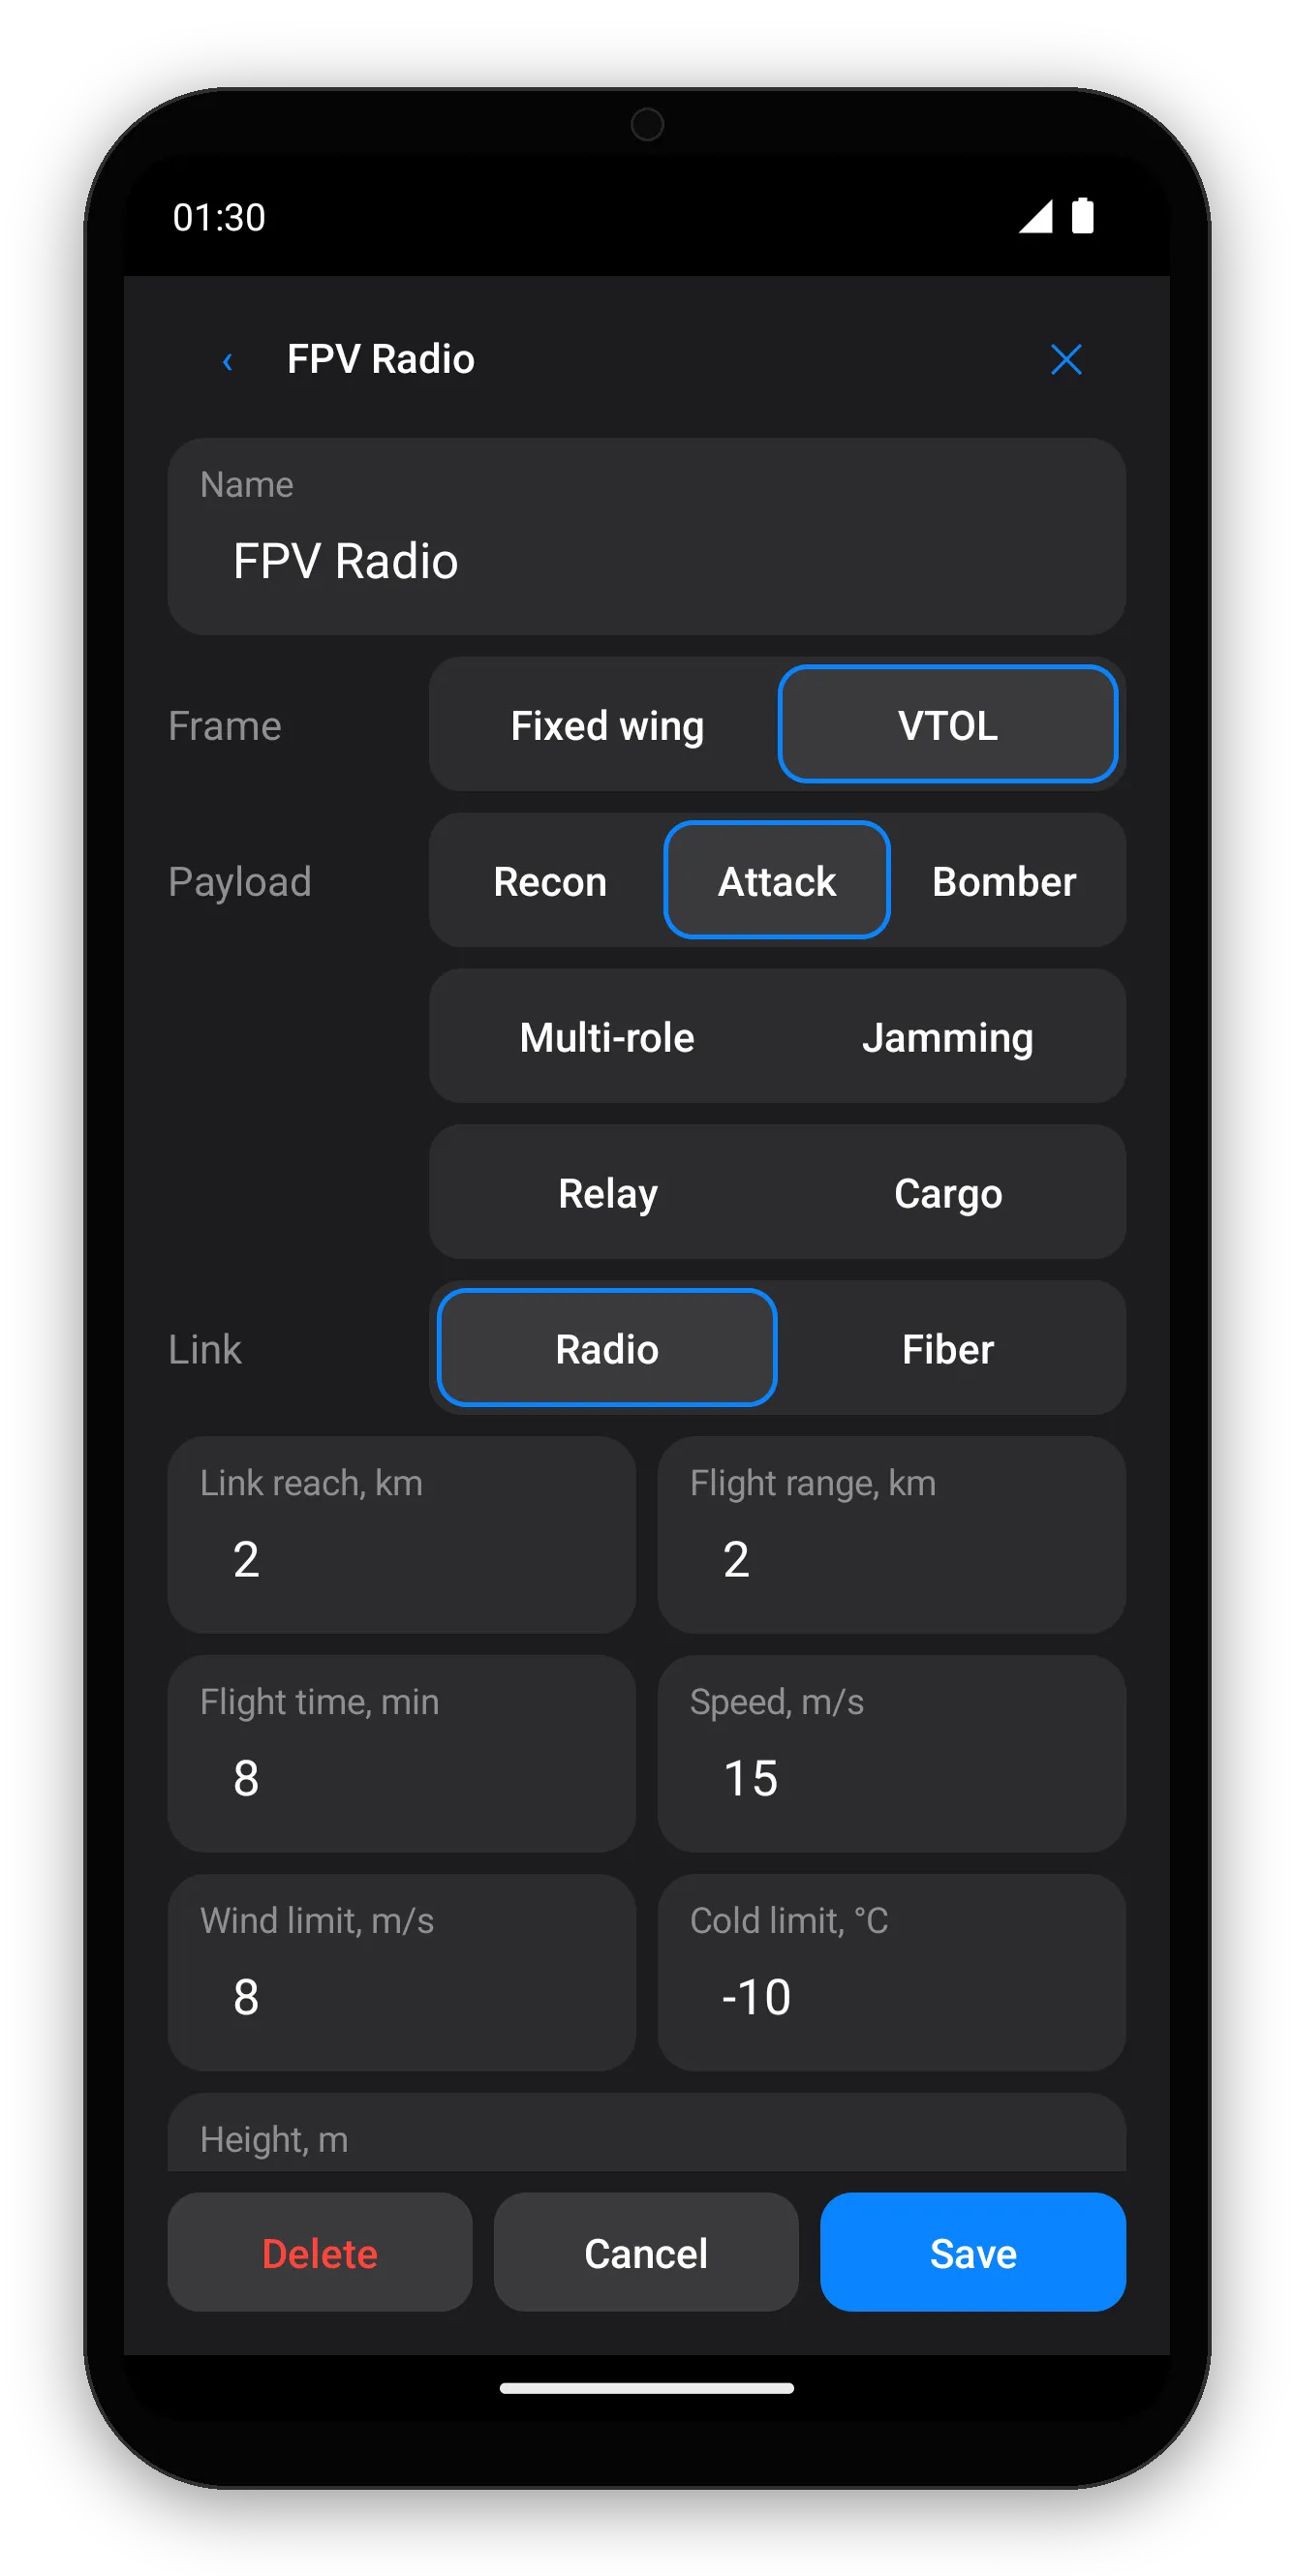 01:30
‹ FPV Radio
Name
FPV Radio
Frame Fixed wing VTOL
Payload Recon Attack Bomber
Multi-role Jamming
Relay Cargo
Link Radio Fiber
Link reach, km Flight range, km
2 2
Flight time, min Speed, m/s
8 15
Wind limit, m/s Cold limit, °C
8 -10
Height, m
Delete Cancel Save